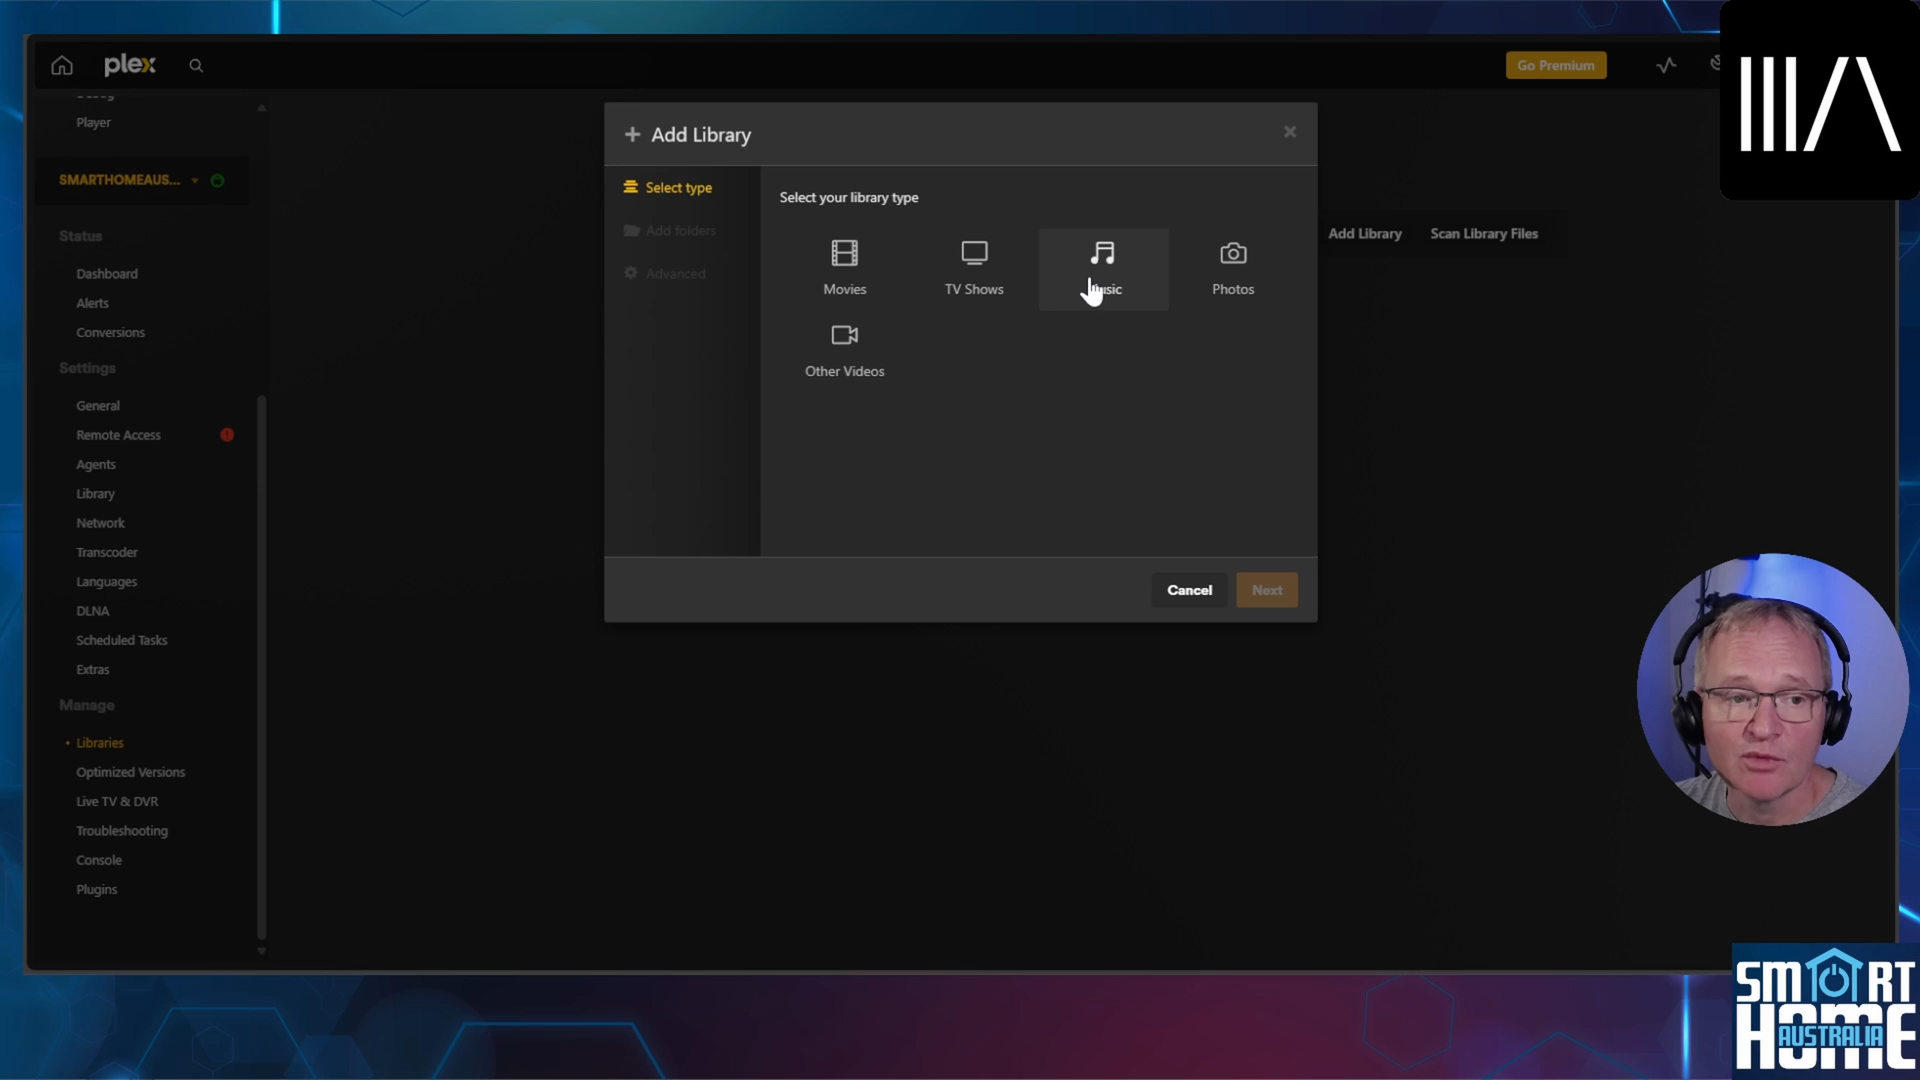 plex
Go Premium
Player
SMARTHOMEAUS...
Status
Dashboard
Alerts
Conversions
Settings
General
Remote Access
Agents
Library
Network
Transcoder
Languages
DLNA
Scheduled Tasks
Extras
Manage
Libraries
Optimized Versions
Live TV & DVR
Troubleshooting
Console
Plugins
Add Library
Select type
Add folders
Advanced
Select your library type
Movies
TV Shows
Photos
Other Videos
Cancel
Next
Add Library
Scan Library Files
SMART
HOME
AUSTRALIA